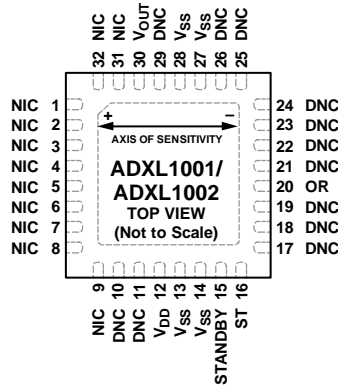 32 NIC
31 NIC
30 VOUT
29 DNC
28 VSS
27 VSS
26 DNC
25 DNC
NIC 1
NIC 2
NIC 3
NIC 4
NIC 5
NIC 6
NIC 7
NIC 8
+ –
AXIS OF SENSITIVITY
ADXL1001/
ADXL1002
TOP VIEW
(Not to Scale)
24 DNC
23 DNC
22 DNC
21 DNC
20 OR
19 DNC
18 DNC
17 DNC
NIC 9
DNC 10
DNC 11
VDD 12
VSS 13
VSS 14
STANDBY 15
ST 16